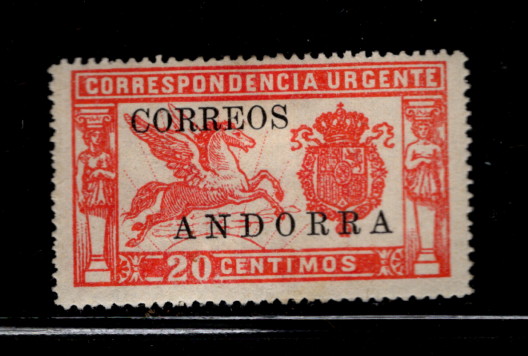 CORRESPONDENCIA URGENTE
CORREOS
ANDORRA
20 CENTIMOS